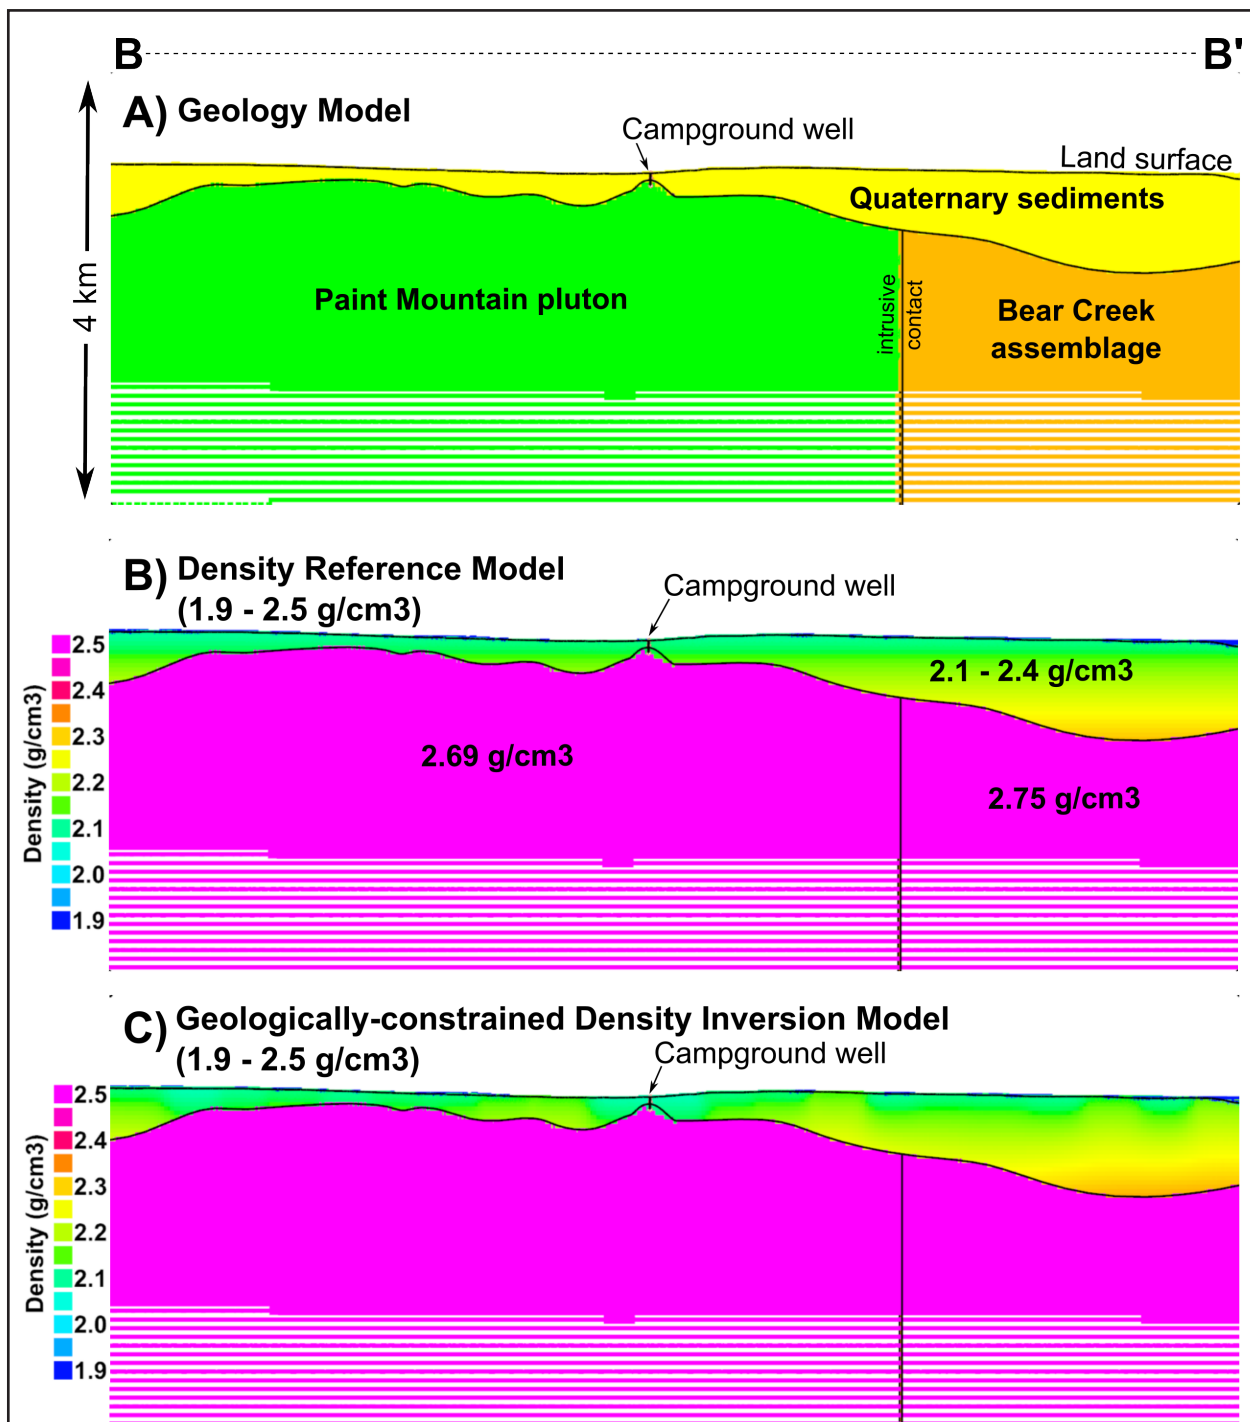 B B'
A) Geology Model
Campground well
Land surface
Quaternary sediments
4 km
Paint Mountain pluton
intrusive
contact
Bear Creek
assemblage
B) Density Reference Model
(1.9 - 2.5 g/cm3)
Campground well
Density (g/cm3)
2.5
2.4
2.3
2.2
2.1
2.0
1.9
2.1 - 2.4 g/cm3
2.69 g/cm3
2.75 g/cm3
C) Geologically-constrained Density Inversion Model
(1.9 - 2.5 g/cm3)
Campground well
Density (g/cm3)
2.5
2.4
2.3
2.2
2.1
2.0
1.9